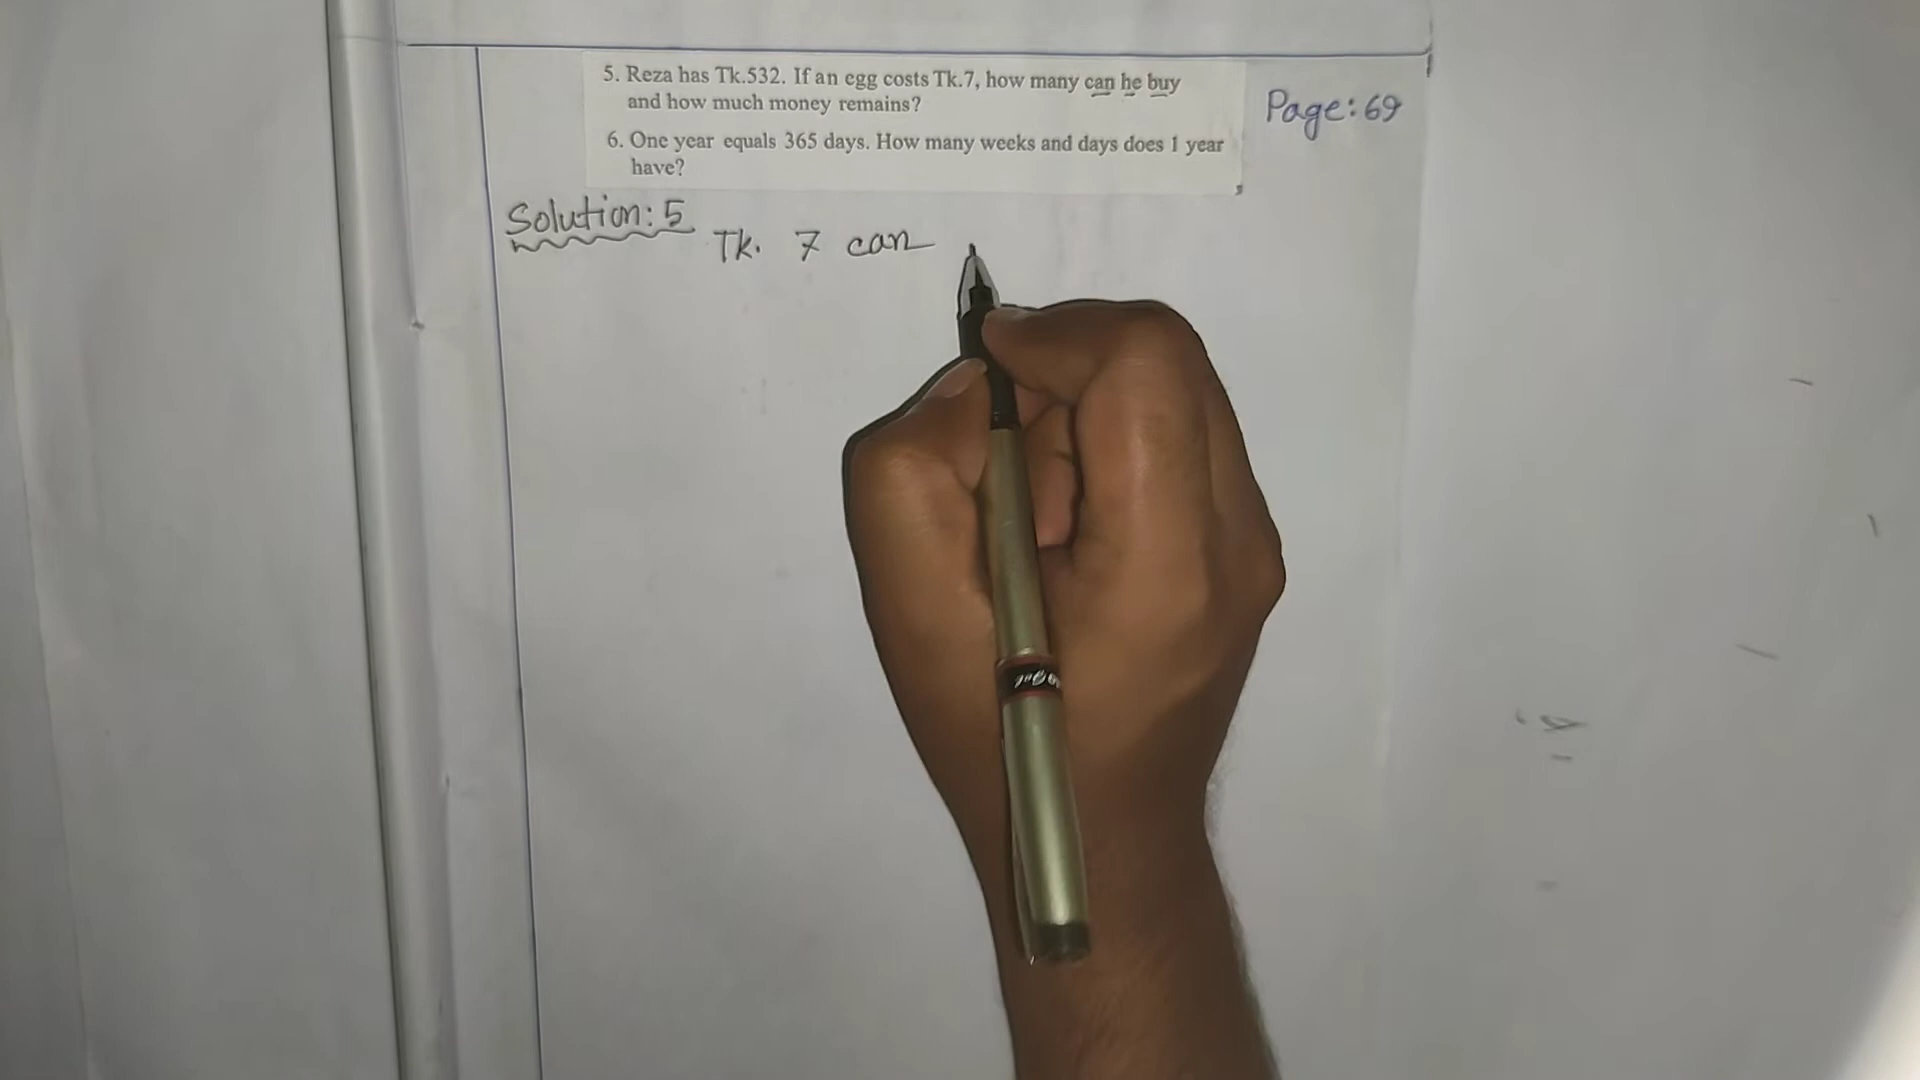 5. Reza has Tk.532. If an egg costs Tk.7, how many can he buy
and how much money remains?
Page: 69
6. One year equals 365 days. How many weeks and days does 1 year
have?
Solution: 5
Tk. 7 can